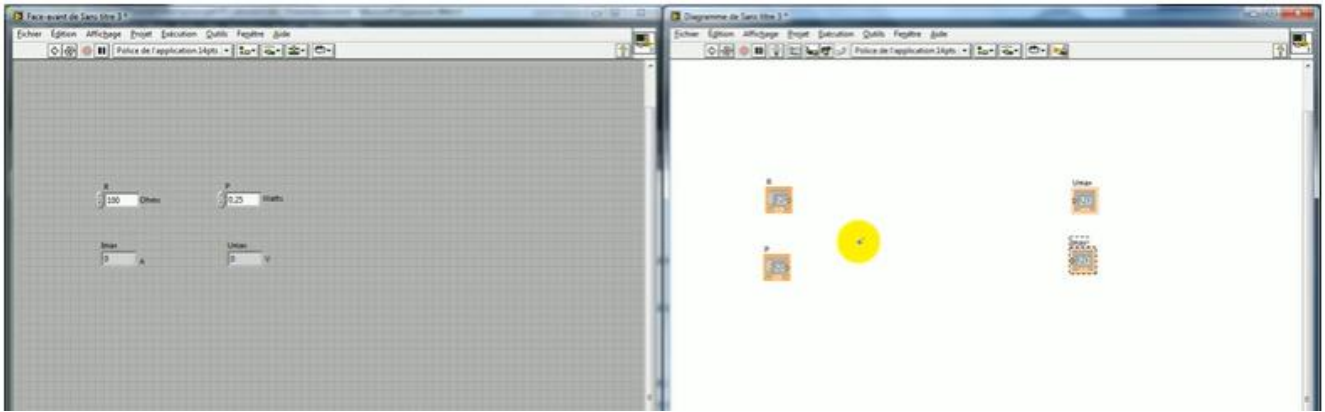 Face-avant de Sans titre 3 *
Fichier Édition Affichage Projet Exécution Outils Fenêtre Aide
Police de l'application 14pts
R
100 Ohms
P
0,25 Watts
Imax
0 A
Umax
0 V
Diagramme de Sans titre 3 *
Fichier Édition Affichage Projet Exécution Outils Fenêtre Aide
Police de l'application 14pts
R
P
Umax
Imax